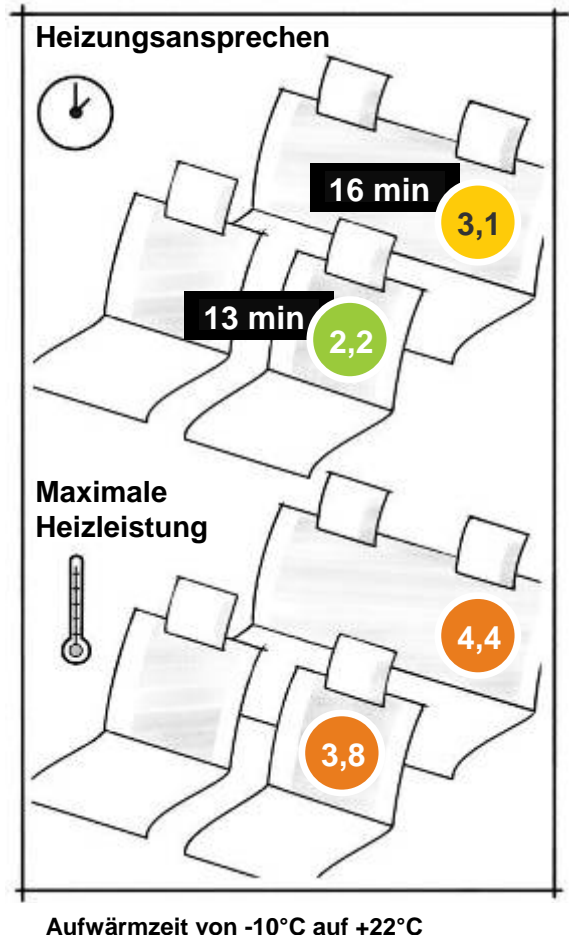 Heizungsansprechen
16 min
3,1
13 min
2,2
Maximale
Heizleistung
4,4
3,8
Aufwärmzeit von -10°C auf +22°C